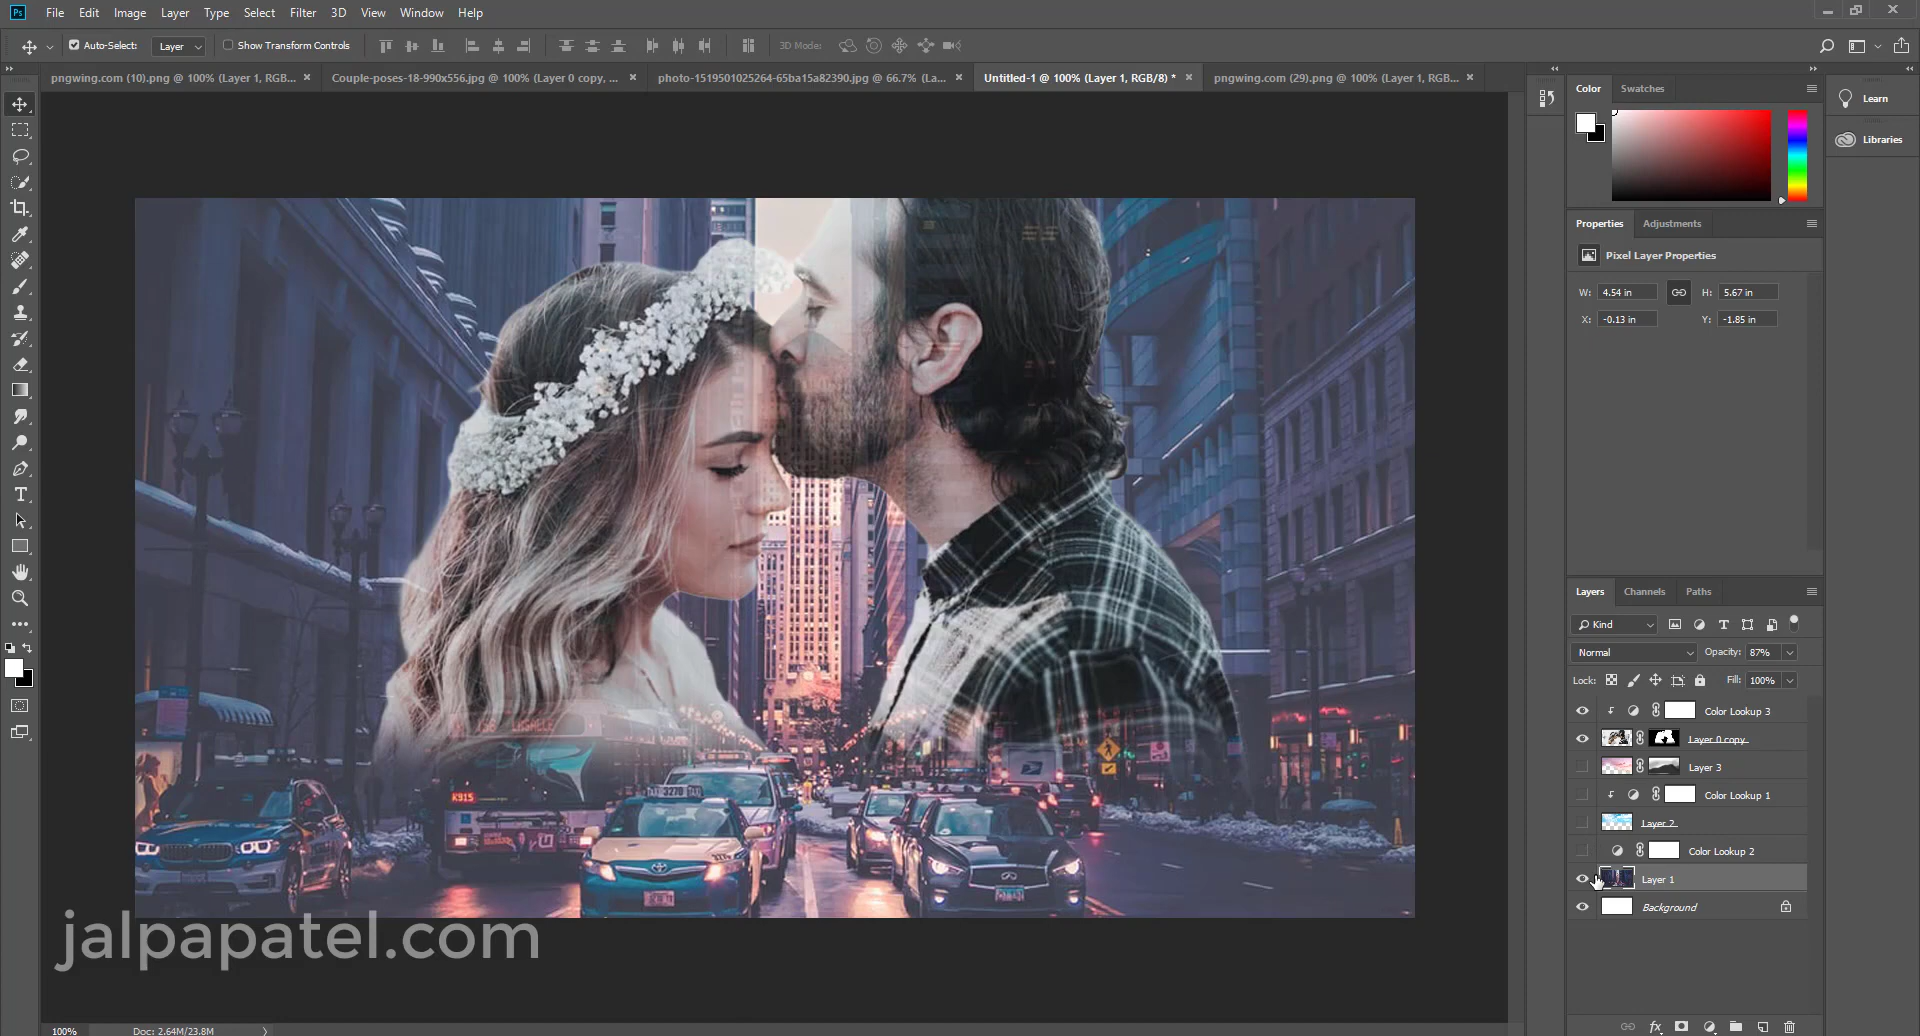 Ps File Edit Image Layer Type Select Filter 3D View Window Help
Auto-Select: Layer Show Transform Controls 3D Mode:
pngwing.com (10).png @ 100% (Layer 1, RGB... × Couple-poses-18-990x556.jpg @ 100% (Layer 0 copy, ... × photo-1519501025264-65ba15a82390.jpg @ 66.7% (La... × Untitled-1 @ 100% (Layer 1, RGB/8) * × pngwing.com (29).png @ 100% (Layer 1, RGB... ×
Color Swatches
Learn
Libraries
Properties Adjustments
Pixel Layer Properties
W: 4.54 in H: 5.67 in
X: -0.13 in Y: -1.85 in
Layers Channels Paths
Kind
Normal Opacity: 87%
Lock: Fill: 100%
Color Lookup 3
Layer 0 copy
Layer 3
Color Lookup 1
Layer 2
Color Lookup 2
Layer 1
Background
K915
TAXI 3270 TAXI
jalpapatel.com
100% Doc: 2.64M/23.8M
fx